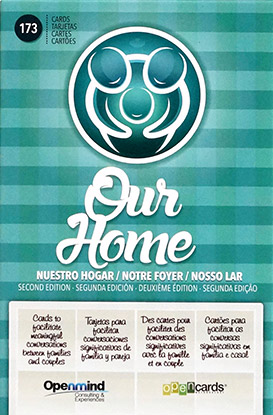 173
CARDS
TARJETAS
CARTES
CARTÕES
Our
Home
NUESTRO HOGAR / NOTRE FOYER / NOSSO LAR
SECOND EDITION - SEGUNDA EDICIÓN - DEUXIÈME ÉDITION - SEGUNDA EDIÇÃO
Cards to
facilitate
meaningful
conversations
between families
and couples
Tarjetas para
facilitar
conversaciones
significativas de
familia y pareja
Des cartes pour
faciliter des
conversations
significatives
avec la famille
et en couple
Cartões para
facilitar as
conversas
significativas em
família e casal
Openmind
Consulting &
Experiences
opencards